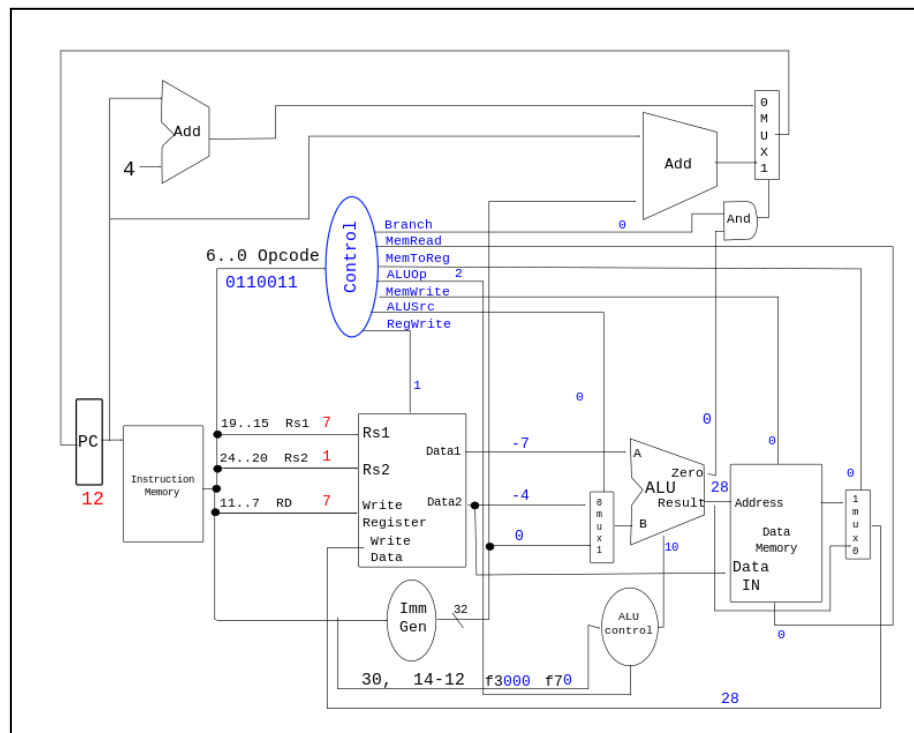 0
M
U
X
1
Add
4
Add
And
Branch 0
MemRead
MemToReg
ALUOp 2
MemWrite
ALUSrc
RegWrite
Control
6..0 Opcode
0110011
1
0
0
0
0
PC
12
Instruction
Memory
19..15 Rs1 7
24..20 Rs2 1
11..7 RD 7
Rs1
Rs2
Write
Register
Write
Data
Data1
Data2
-7
-4
0
0
m
u
x
1
A
B
ALU
Zero
Result
28
10
Address
Data
Memory
Data
IN
0
1
m
u
x
0
Imm
Gen
32
ALU
control
30, 14-12 f3000 f70
28